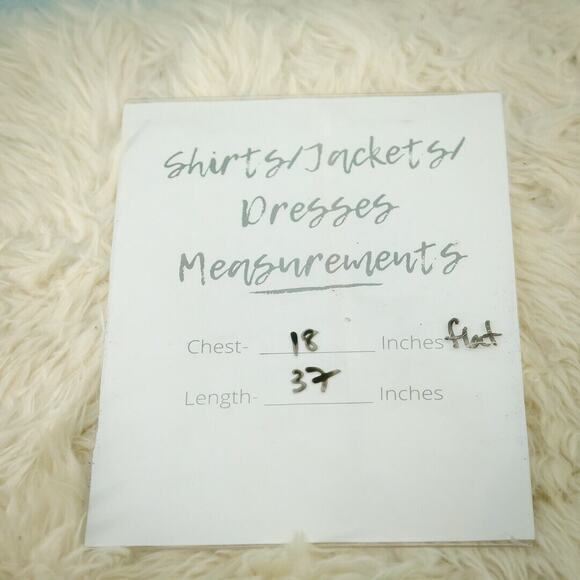 Shirts/Jackets/
Dresses
Measurements
Chest- 18 Inches flat
Length- 37 Inches